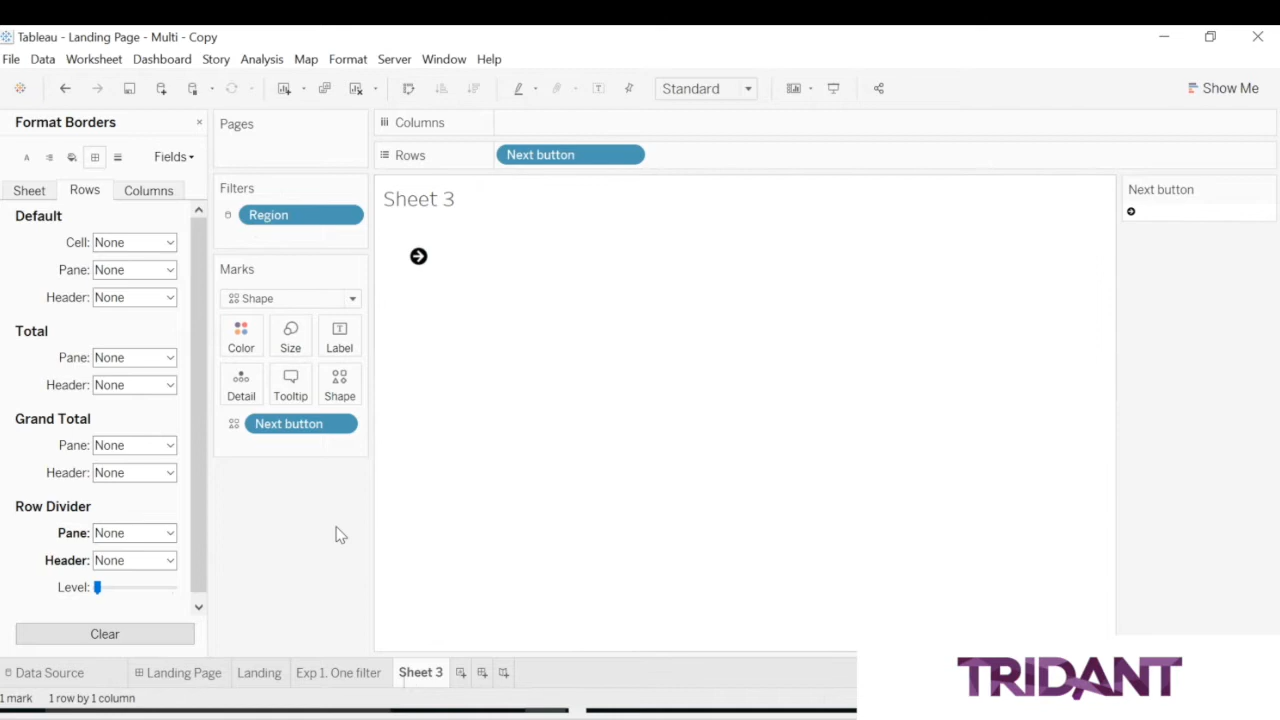 Tableau - Landing Page - Multi - Copy
File Data Worksheet Dashboard Story Analysis Map Format Server Window Help
Standard
Show Me
Format Borders
Fields
Sheet Rows Columns
Default
Cell: None
Pane: None
Header: None
Total
Pane: None
Header: None
Grand Total
Pane: None
Header: None
Row Divider
Pane: None
Header: None
Level:
Clear
Pages
Filters
Region
Marks
Shape
Color Size Label
Detail Tooltip Shape
Next button
Columns
Rows Next button
Sheet 3
Next button
Data Source Landing Page Landing Exp 1. One filter Sheet 3
1 mark 1 row by 1 column
TRIDANT